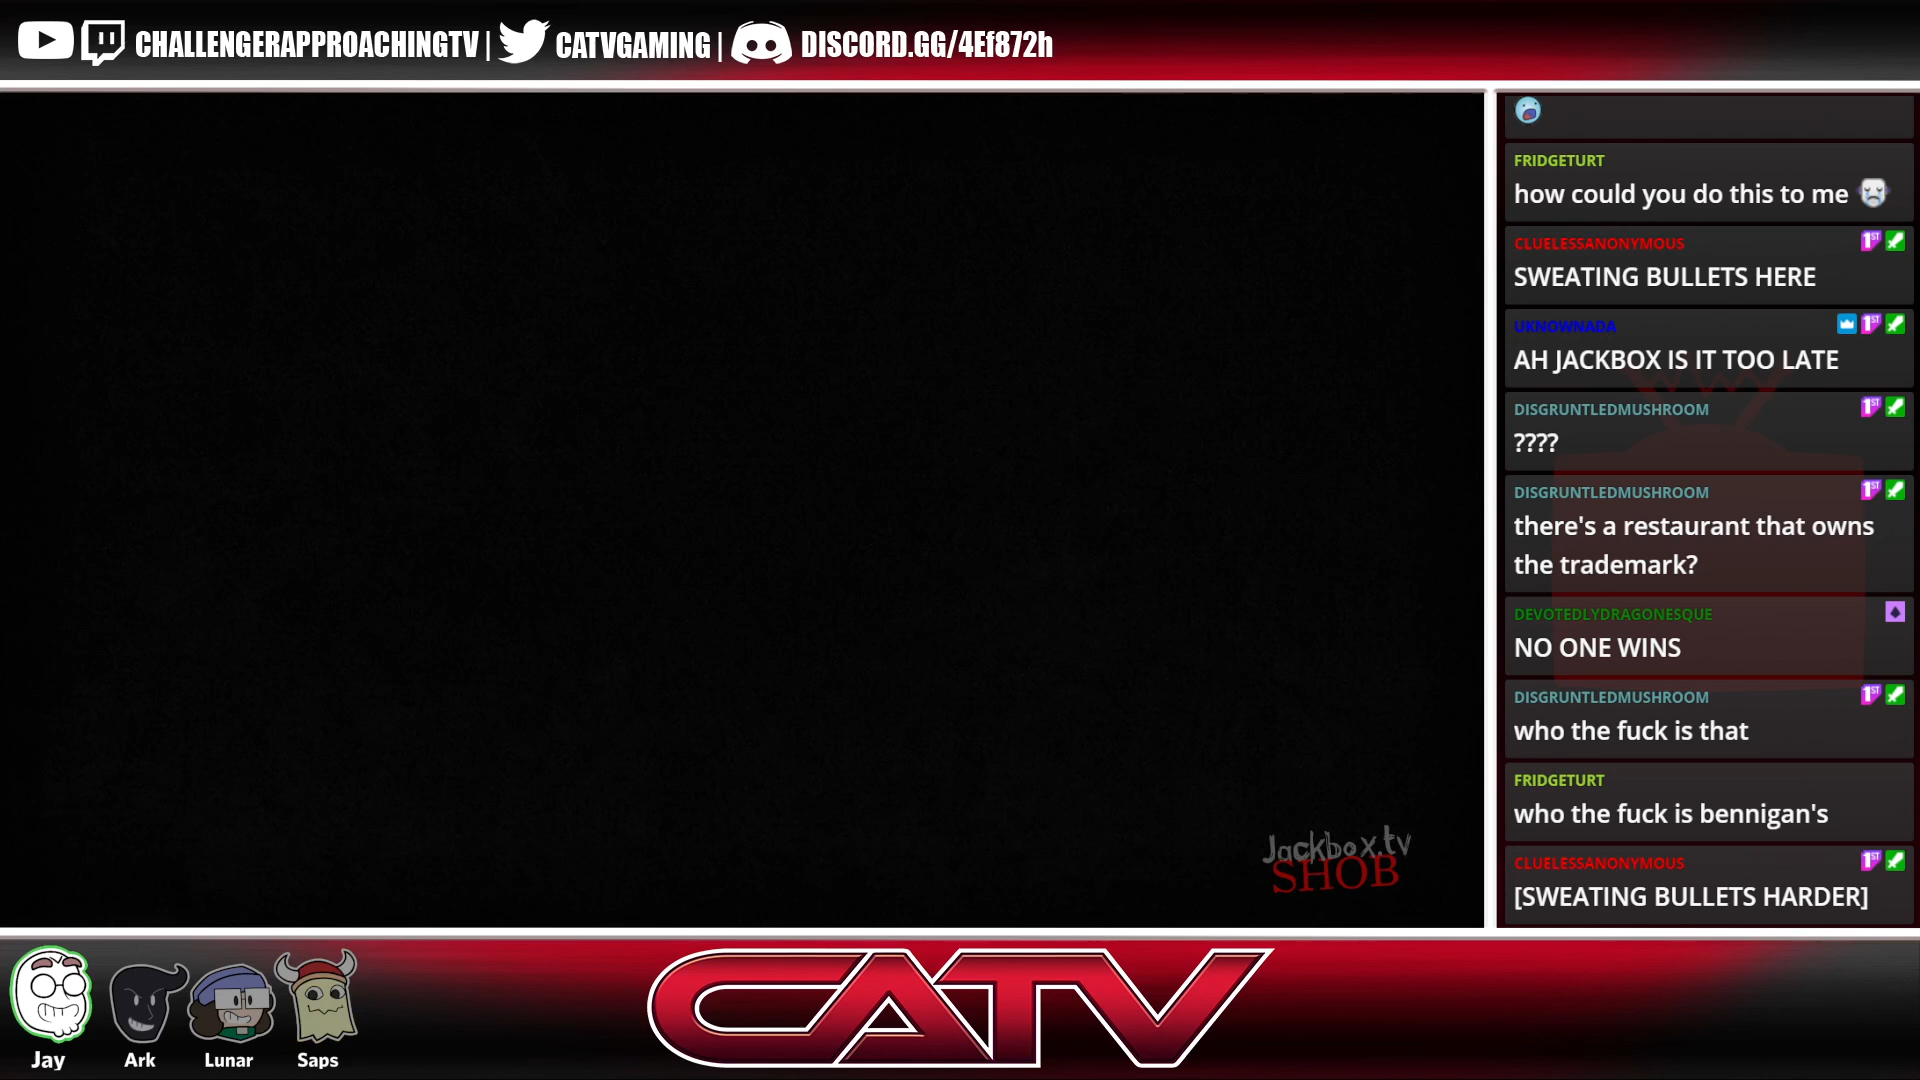 CHALLENGERAPPROACHINGTV | CATVGAMING | DISCORD.GG/4Ef872h
FRIDGETURT
how could you do this to me
CLUELESSANONYMOUS
SWEATING BULLETS HERE
UKNOWNADA
AH JACKBOX IS IT TOO LATE
DISGRUNTLEDMUSHROOM
????
DISGRUNTLEDMUSHROOM
there's a restaurant that owns
the trademark?
DEVOTEDLYDRAGONESQUE
NO ONE WINS
DISGRUNTLEDMUSHROOM
who the fuck is that
FRIDGETURT
who the fuck is bennigan's
CLUELESSANONYMOUS
[SWEATING BULLETS HARDER]
Jackbox.tv
SHOB
Jay
Ark
Lunar
Saps
CATV